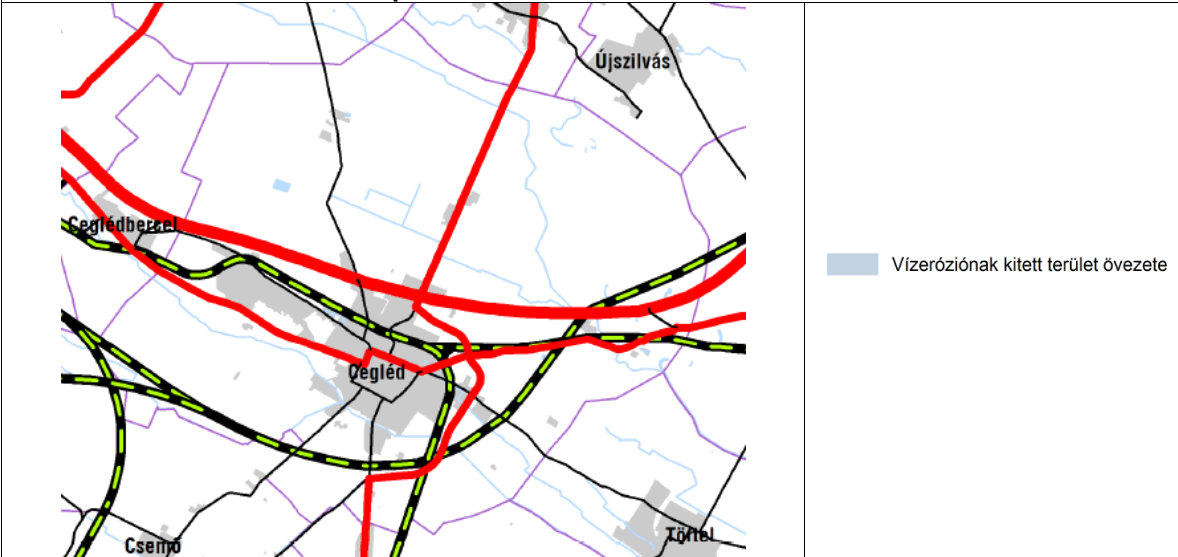 Újszilvás
Ceglédbercel
Vízeróziónak kitett terület övezete
Cegléd
Törtel
Csemő